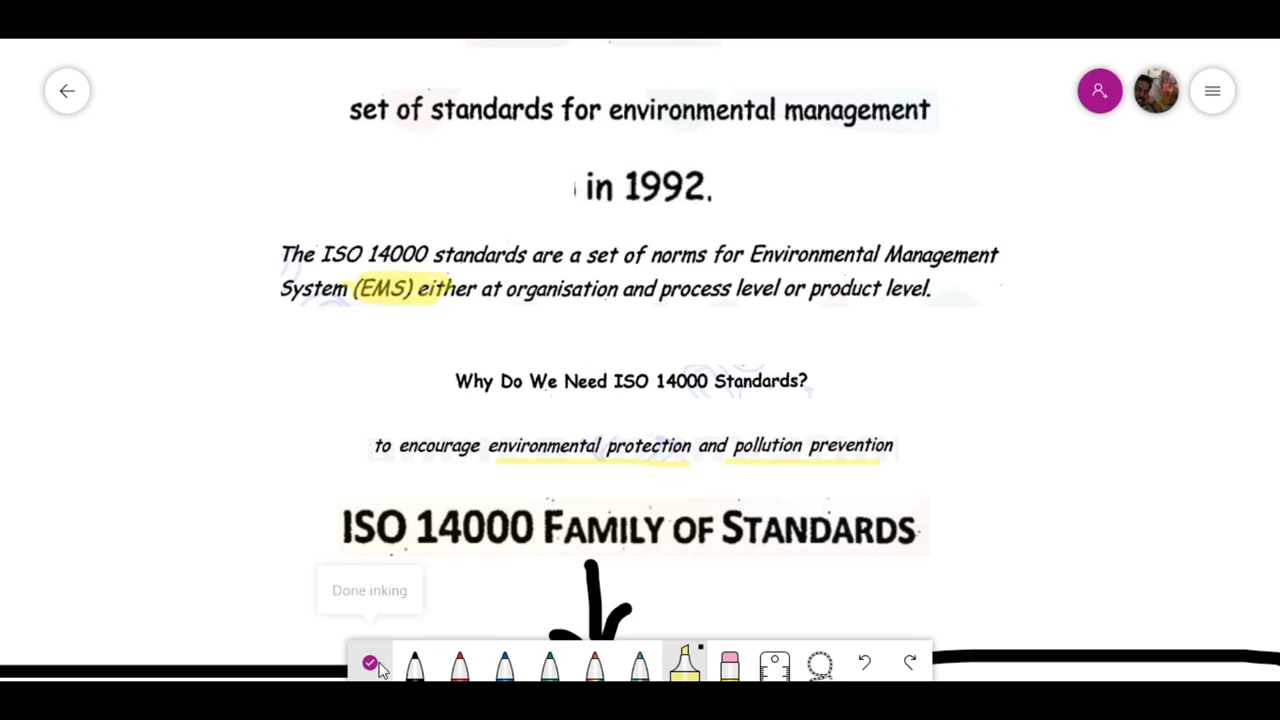 set of standards for environmental management
in 1992.
The ISO 14000 standards are a set of norms for Environmental Management
System (EMS) either at organisation and process level or product level.
Why Do We Need ISO 14000 Standards?
to encourage environmental protection and pollution prevention
ISO 14000 FAMILY OF STANDARDS
Done inking